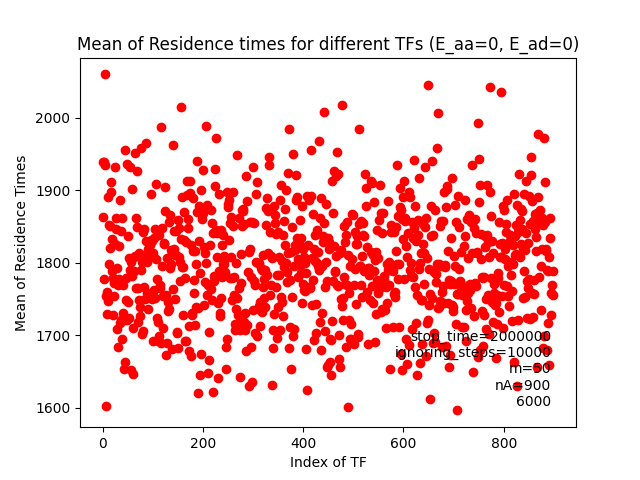 Mean of Residence times for different TFs (E_aa=0, E_ad=0)
Mean of Residence Times
2000
1900
1800
1700
1600
stop_time=2000000
ignoring_steps=10000
m=50
nA=900
6000
0
200
400
600
800
Index of TF